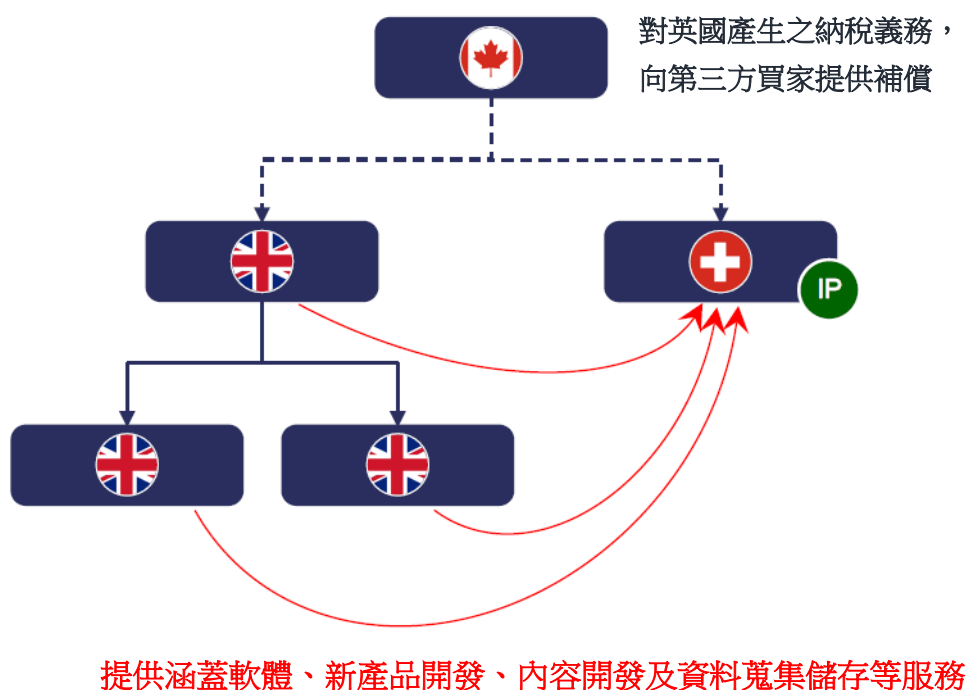 對英國產生之納稅義務，
向第三方買家提供補償
IP
提供涵蓋軟體、新產品開發、內容開發及資料蒐集儲存等服務